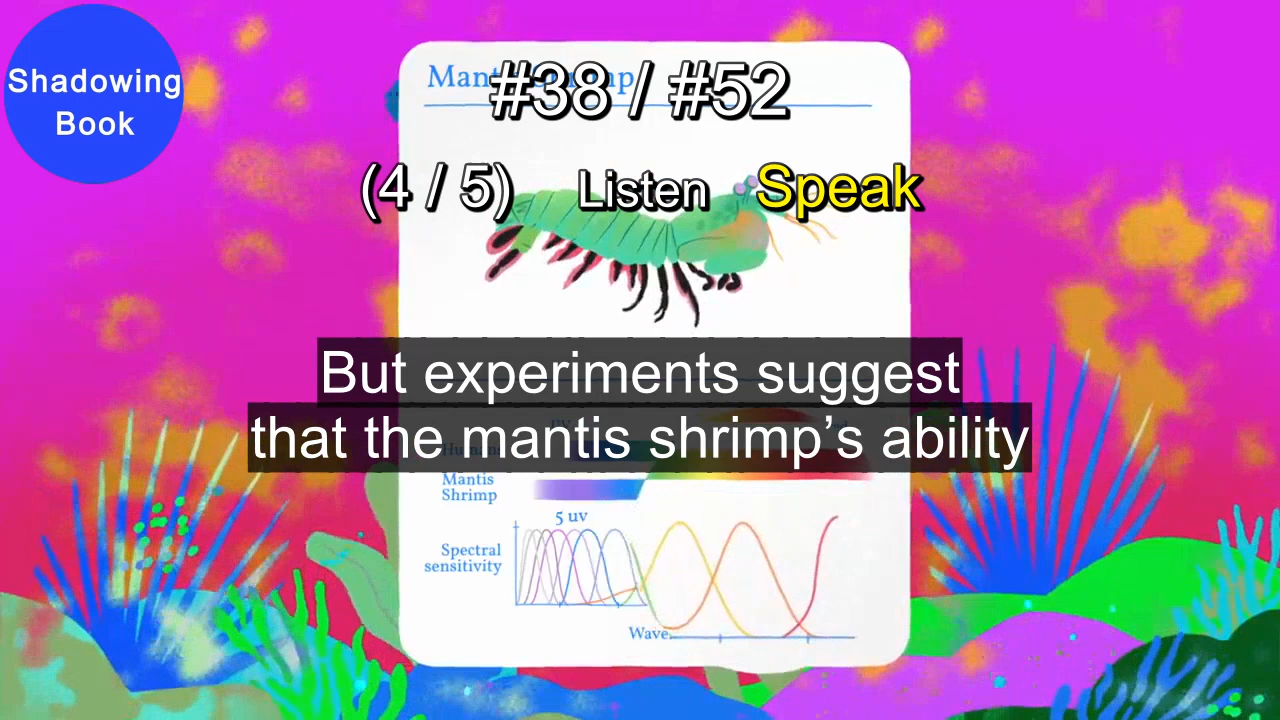 Shadowing
Book
#38 / #52
(4 / 5) Listen Speak
But experiments suggest
that the mantis shrimp’s ability
Mantis
Shrimp
5 uv
Spectral
sensitivity